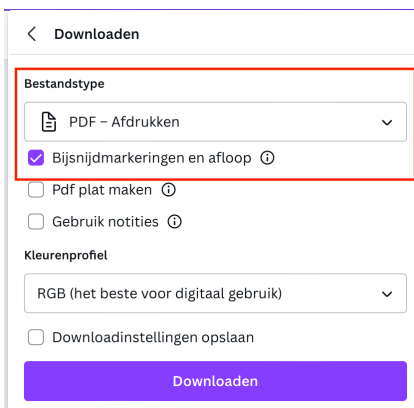 Downloaden
Bestandstype
PDF – Afdrukken
Bijsnijdmarkeringen en afloop
Pdf plat maken
Gebruik notities
Kleurenprofiel
RGB (het beste voor digitaal gebruik)
Downloadinstellingen opslaan
Downloaden